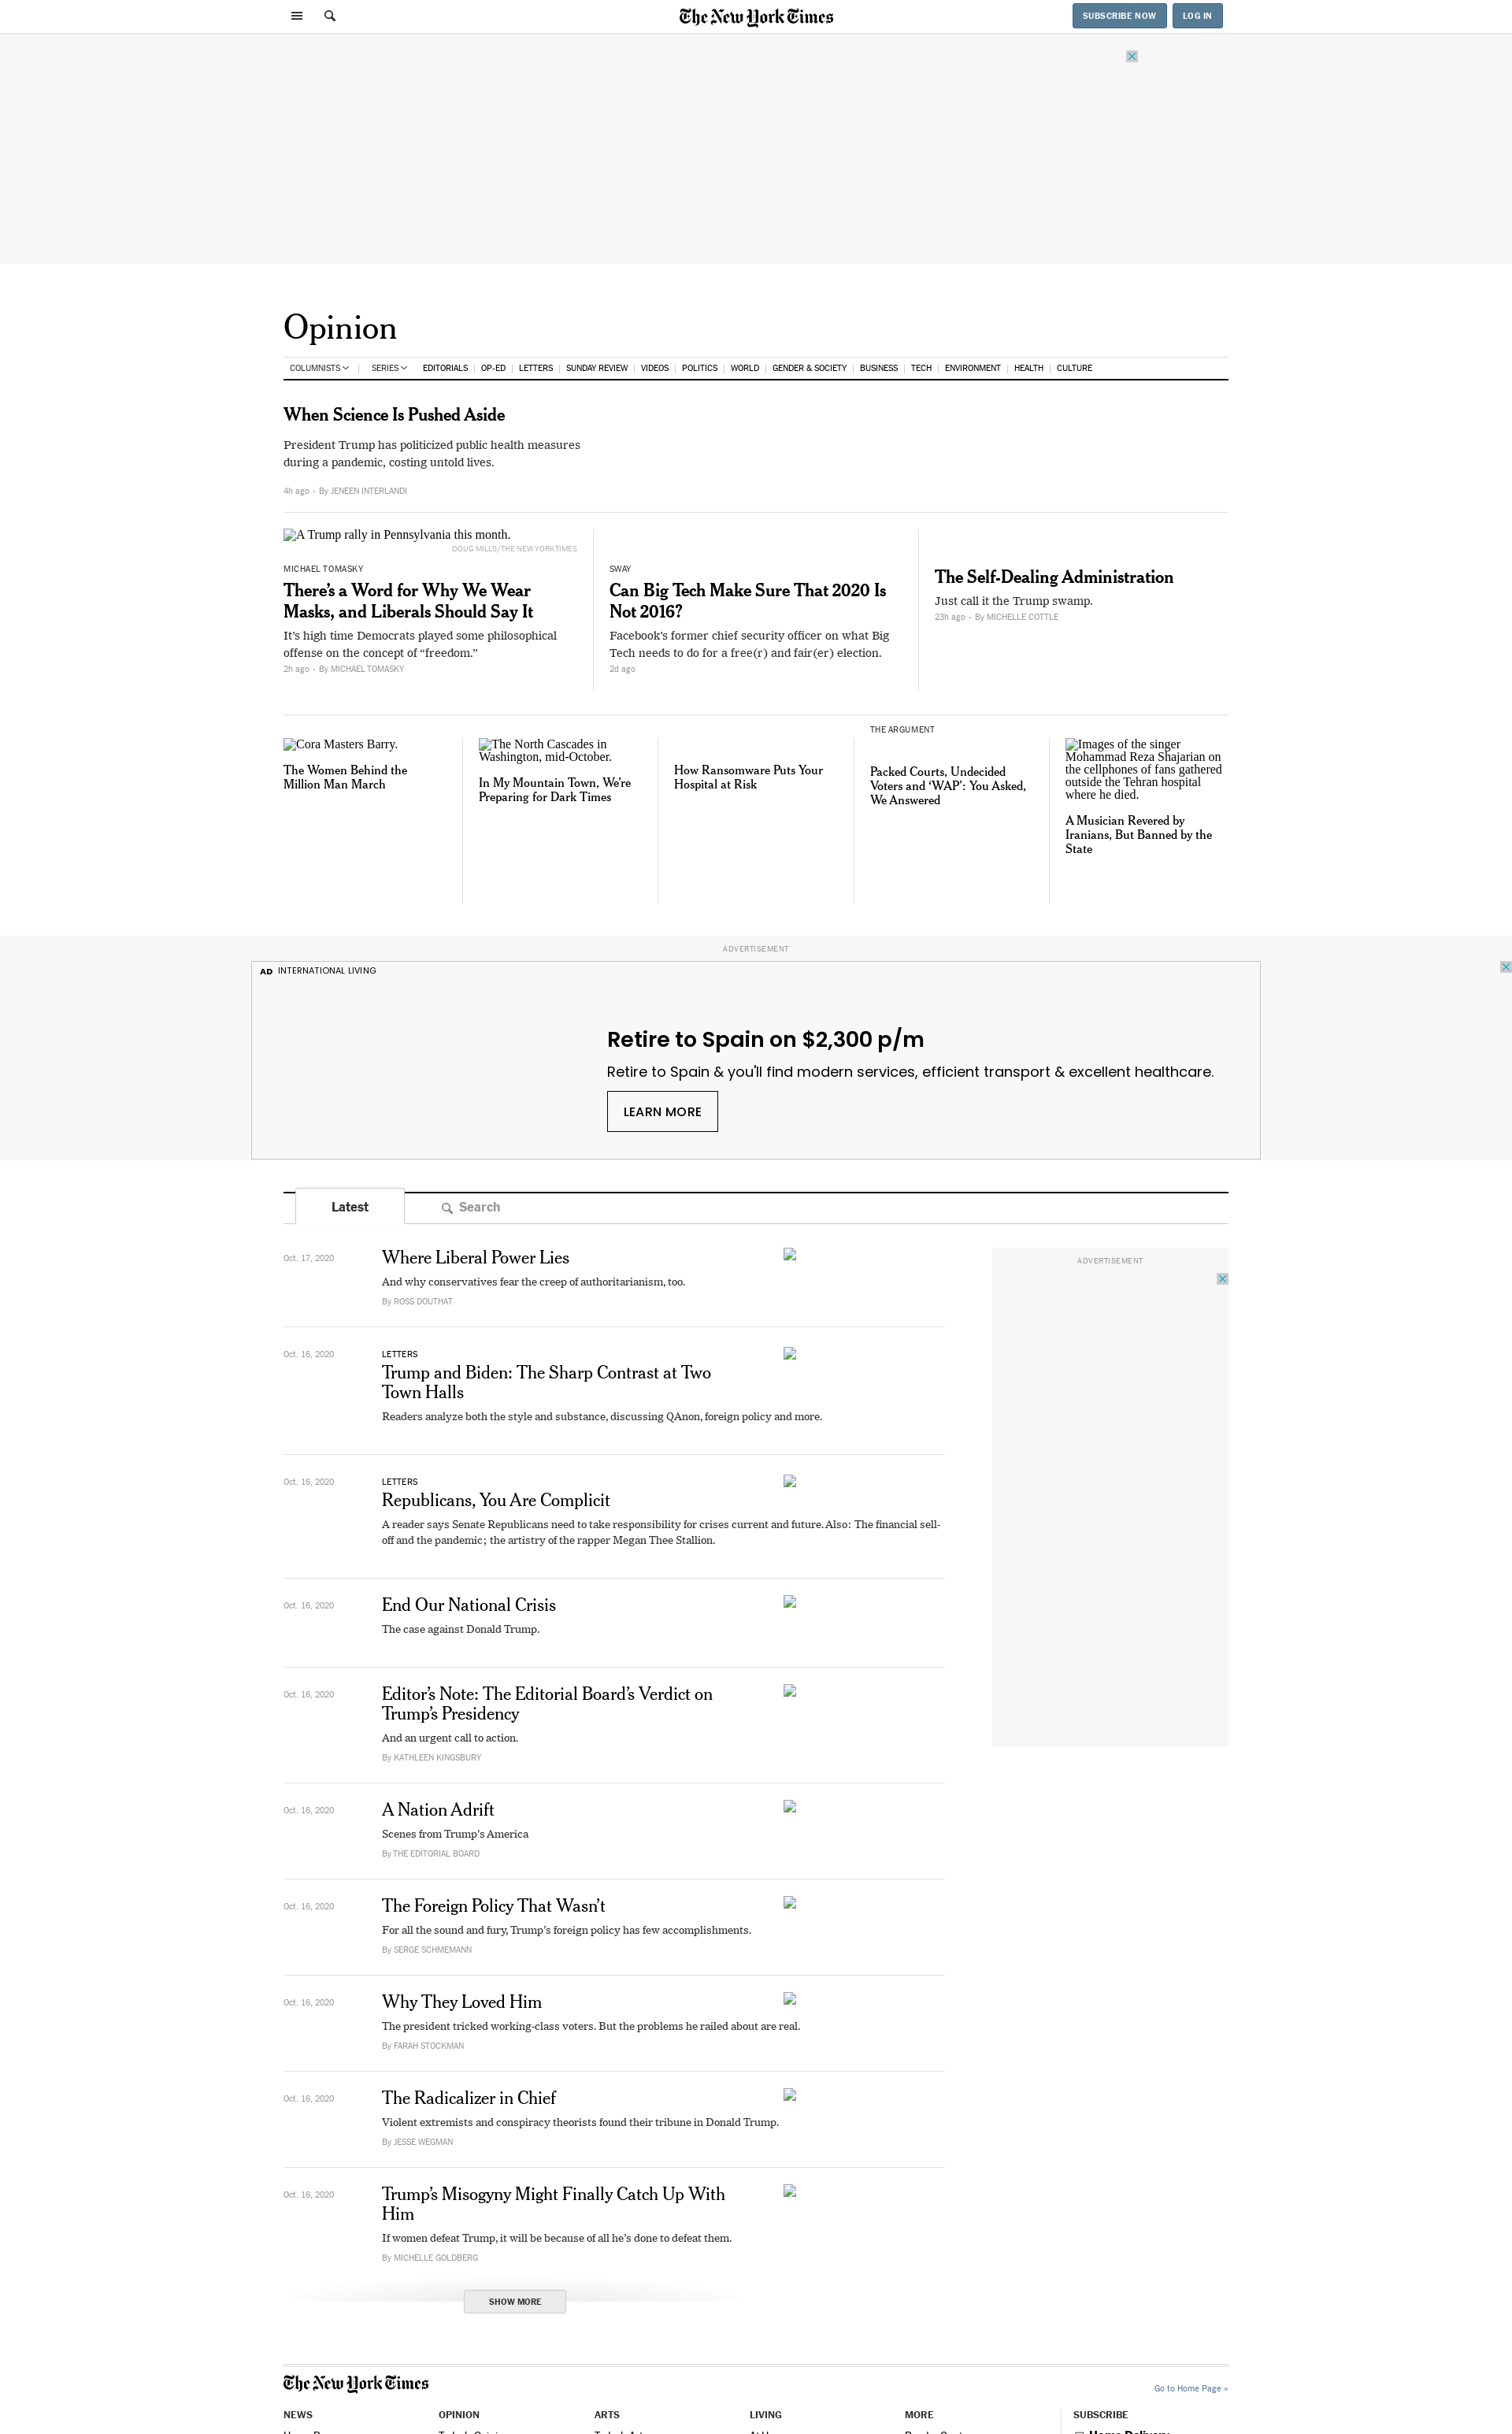 The New York Times
SUBSCRIBE NOW
LOG IN
Opinion
COLUMNISTS
SERIES
EDITORIALS
OP-ED
LETTERS
SUNDAY REVIEW
VIDEOS
POLITICS
WORLD
GENDER & SOCIETY
BUSINESS
TECH
ENVIRONMENT
HEALTH
CULTURE
When Science Is Pushed Aside
President Trump has politicized public health measures
during a pandemic, costing untold lives.
4h ago • By JENEEN INTERLANDI
A Trump rally in Pennsylvania this month.
DOUG MILLS/THE NEW YORK TIMES
MICHAEL TOMASKY
There’s a Word for Why We Wear
Masks, and Liberals Should Say It
It’s high time Democrats played some philosophical
offense on the concept of “freedom.”
2h ago • By MICHAEL TOMASKY
SWAY
Can Big Tech Make Sure That 2020 Is
Not 2016?
Facebook’s former chief security officer on what Big
Tech needs to do for a free(r) and fair(er) election.
2d ago
The Self-Dealing Administration
Just call it the Trump swamp.
23h ago • By MICHELLE COTTLE
Cora Masters Barry.
The Women Behind the
Million Man March
The North Cascades in
Washington, mid-October.
In My Mountain Town, We’re
Preparing for Dark Times
How Ransomware Puts Your
Hospital at Risk
THE ARGUMENT
Packed Courts, Undecided
Voters and ‘WAP’: You Asked,
We Answered
Images of the singer
Mohammad Reza Shajarian on
the cellphones of fans gathered
outside the Tehran hospital
where he died.
A Musician Revered by
Iranians, But Banned by the
State
ADVERTISEMENT
AD INTERNATIONAL LIVING
Retire to Spain on $2,300 p/m
Retire to Spain & you'll find modern services, efficient transport & excellent healthcare.
LEARN MORE
Latest
Search
Oct. 17, 2020
Where Liberal Power Lies
And why conservatives fear the creep of authoritarianism, too.
By ROSS DOUTHAT
ADVERTISEMENT
Oct. 16, 2020
LETTERS
Trump and Biden: The Sharp Contrast at Two
Town Halls
Readers analyze both the style and substance, discussing QAnon, foreign policy and more.
Oct. 16, 2020
LETTERS
Republicans, You Are Complicit
A reader says Senate Republicans need to take responsibility for crises current and future. Also: The financial sell-
off and the pandemic; the artistry of the rapper Megan Thee Stallion.
Oct. 16, 2020
End Our National Crisis
The case against Donald Trump.
Oct. 16, 2020
Editor’s Note: The Editorial Board’s Verdict on
Trump’s Presidency
And an urgent call to action.
By KATHLEEN KINGSBURY
Oct. 16, 2020
A Nation Adrift
Scenes from Trump’s America
By THE EDITORIAL BOARD
Oct. 16, 2020
The Foreign Policy That Wasn’t
For all the sound and fury, Trump’s foreign policy has few accomplishments.
By SERGE SCHMEMANN
Oct. 16, 2020
Why They Loved Him
The president tricked working-class voters. But the problems he railed about are real.
By FARAH STOCKMAN
Oct. 16, 2020
The Radicalizer in Chief
Violent extremists and conspiracy theorists found their tribune in Donald Trump.
By JESSE WEGMAN
Oct. 16, 2020
Trump’s Misogyny Might Finally Catch Up With
Him
If women defeat Trump, it will be because of all he’s done to defeat them.
By MICHELLE GOLDBERG
SHOW MORE
The New York Times
Go to Home Page »
NEWS
OPINION
ARTS
LIVING
MORE
SUBSCRIBE